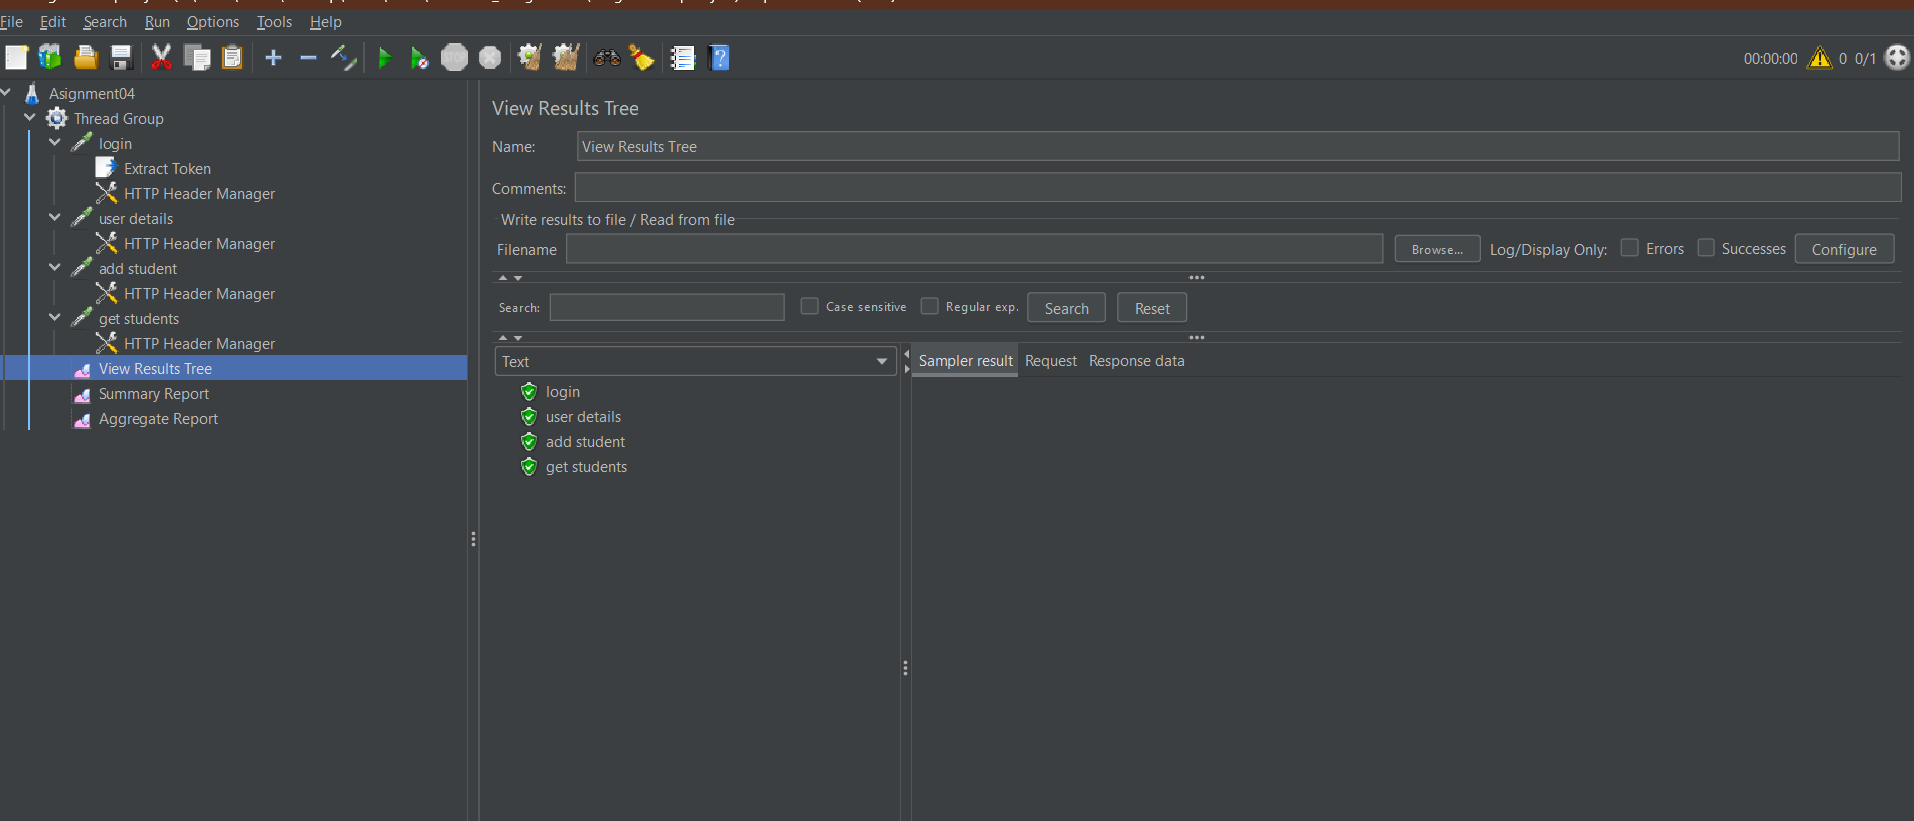 File Edit Search Run Options Tools Help
00:00:00 0 0/1
Asignment04
Thread Group
login
Extract Token
HTTP Header Manager
user details
HTTP Header Manager
add student
HTTP Header Manager
get students
HTTP Header Manager
View Results Tree
Summary Report
Aggregate Report
View Results Tree
Name: View Results Tree
Comments:
Write results to file / Read from file
Filename Browse... Log/Display Only: Errors Successes Configure
Search: Case sensitive Regular exp. Search Reset
Text
login
user details
add student
get students
Sampler result Request Response data